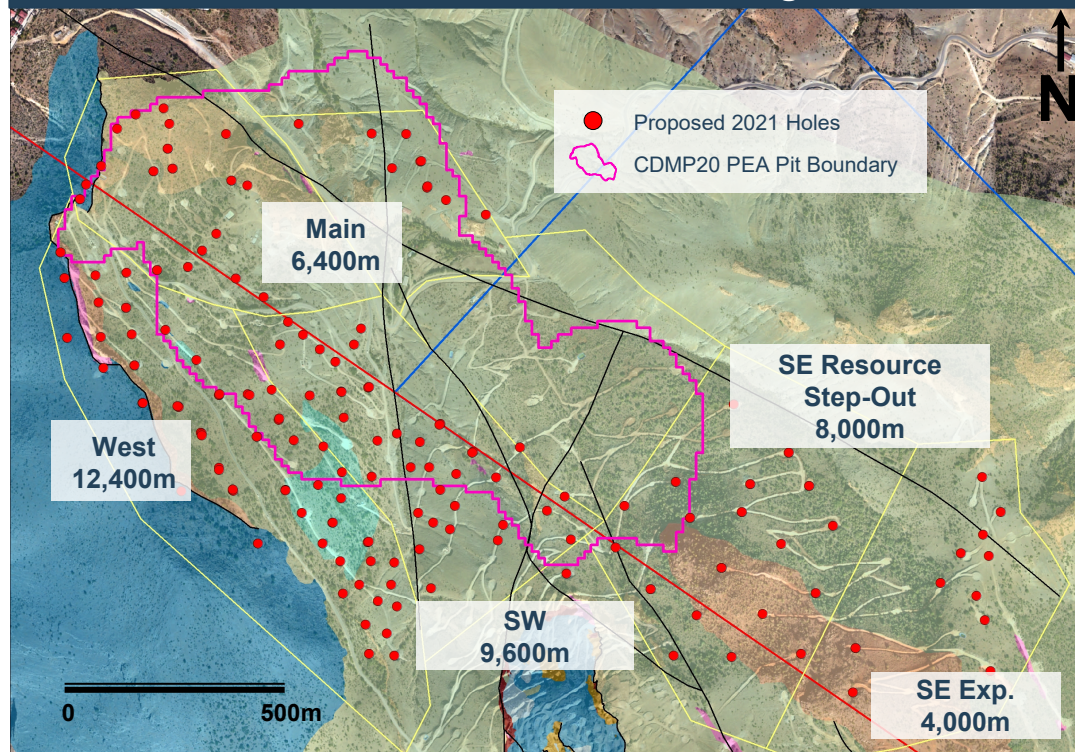 N
Proposed 2021 Holes
CDMP20 PEA Pit Boundary
Main
6,400m
SE Resource
Step-Out
8,000m
West
12,400m
SW
9,600m
SE Exp.
4,000m
0 500m